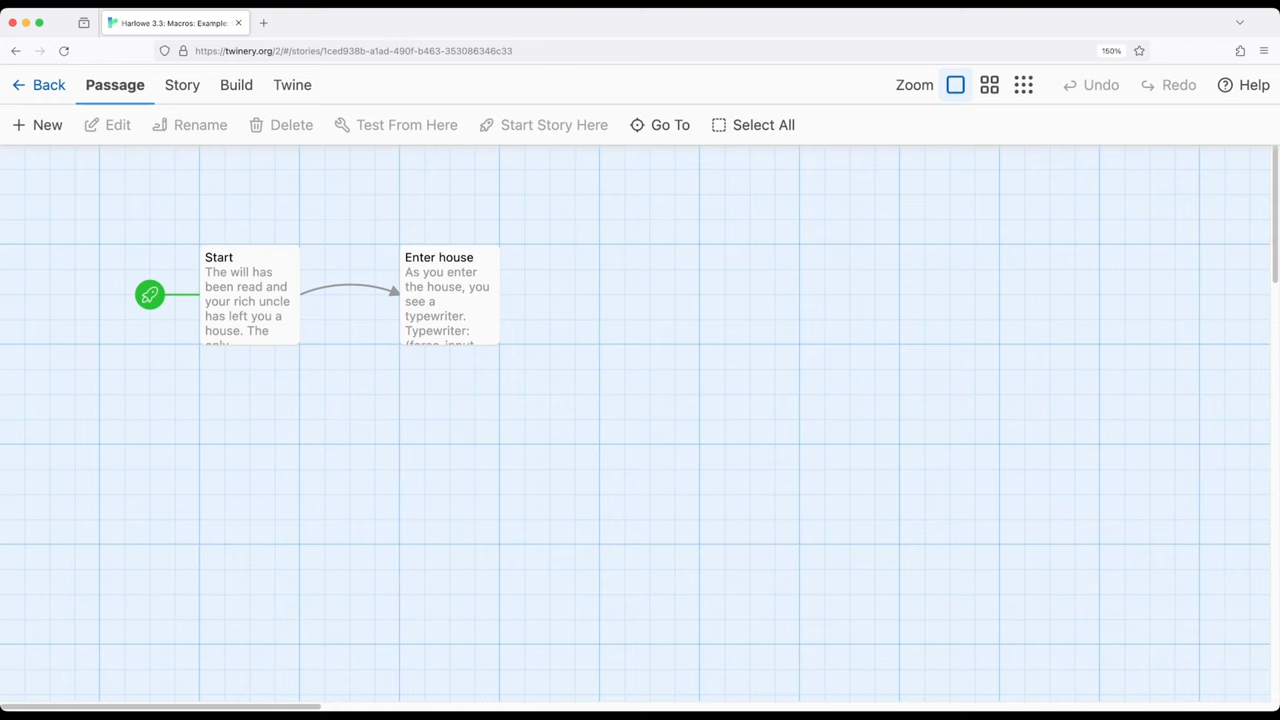 Harlowe 3.3: Macros: Example:
https://twinery.org/2/#/stories/1ced938b-a1ad-490f-b463-353086346c33
150%
Back Passage Story Build Twine Zoom Undo Redo Help
New Edit Rename Delete Test From Here Start Story Here Go To Select All
Start
The will has
been read and
your rich uncle
has left you a
house. The
only
Enter house
As you enter
the house, you
see a
typewriter.
Typewriter:
(force-input